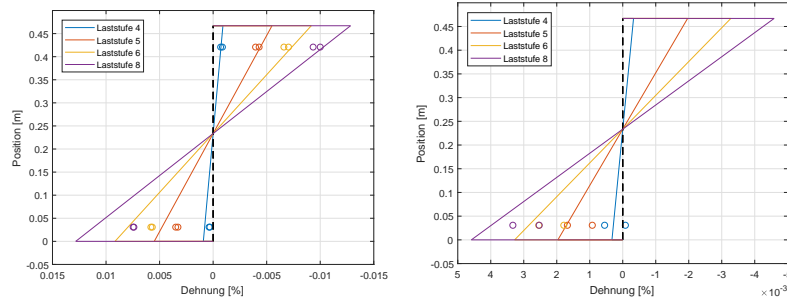 Laststufe 4
Laststufe 5
Laststufe 6
Laststufe 8
0.45
0.4
0.35
0.3
0.25
0.2
0.15
0.1
0.05
0
-0.05
Position [m]
0.015 0.01 0.005 0 -0.005 -0.01 -0.015
Dehnung [%]
Laststufe 4
Laststufe 5
Laststufe 6
Laststufe 8
0.45
0.4
0.35
0.3
0.25
0.2
0.15
0.1
0.05
0
-0.05
Position [m]
5 4 3 2 1 0 -1 -2 -3 -4 -5
Dehnung [%]